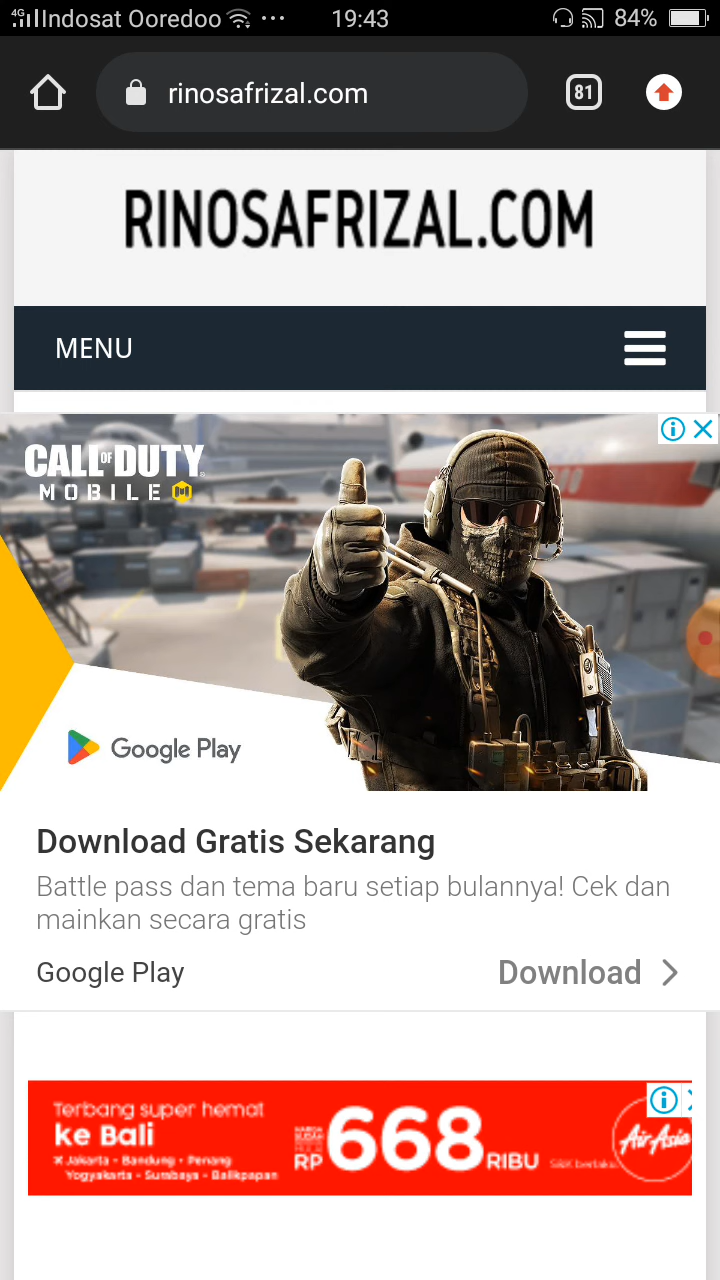 4G Indosat Ooredoo ... 19:43 84%
rinosafrizal.com 81
RINOSAFRIZAL.COM
MENU
CALL OF DUTY
MOBILE
Google Play
Download Gratis Sekarang
Battle pass dan tema baru setiap bulannya! Cek dan
mainkan secara gratis
Google Play Download
Terbang super hemat
ke Bali
Jakarta - Bandung - Penang
Yogyakarta - Surabaya - Balikpapan
RP 668 RIBU
AirAsia